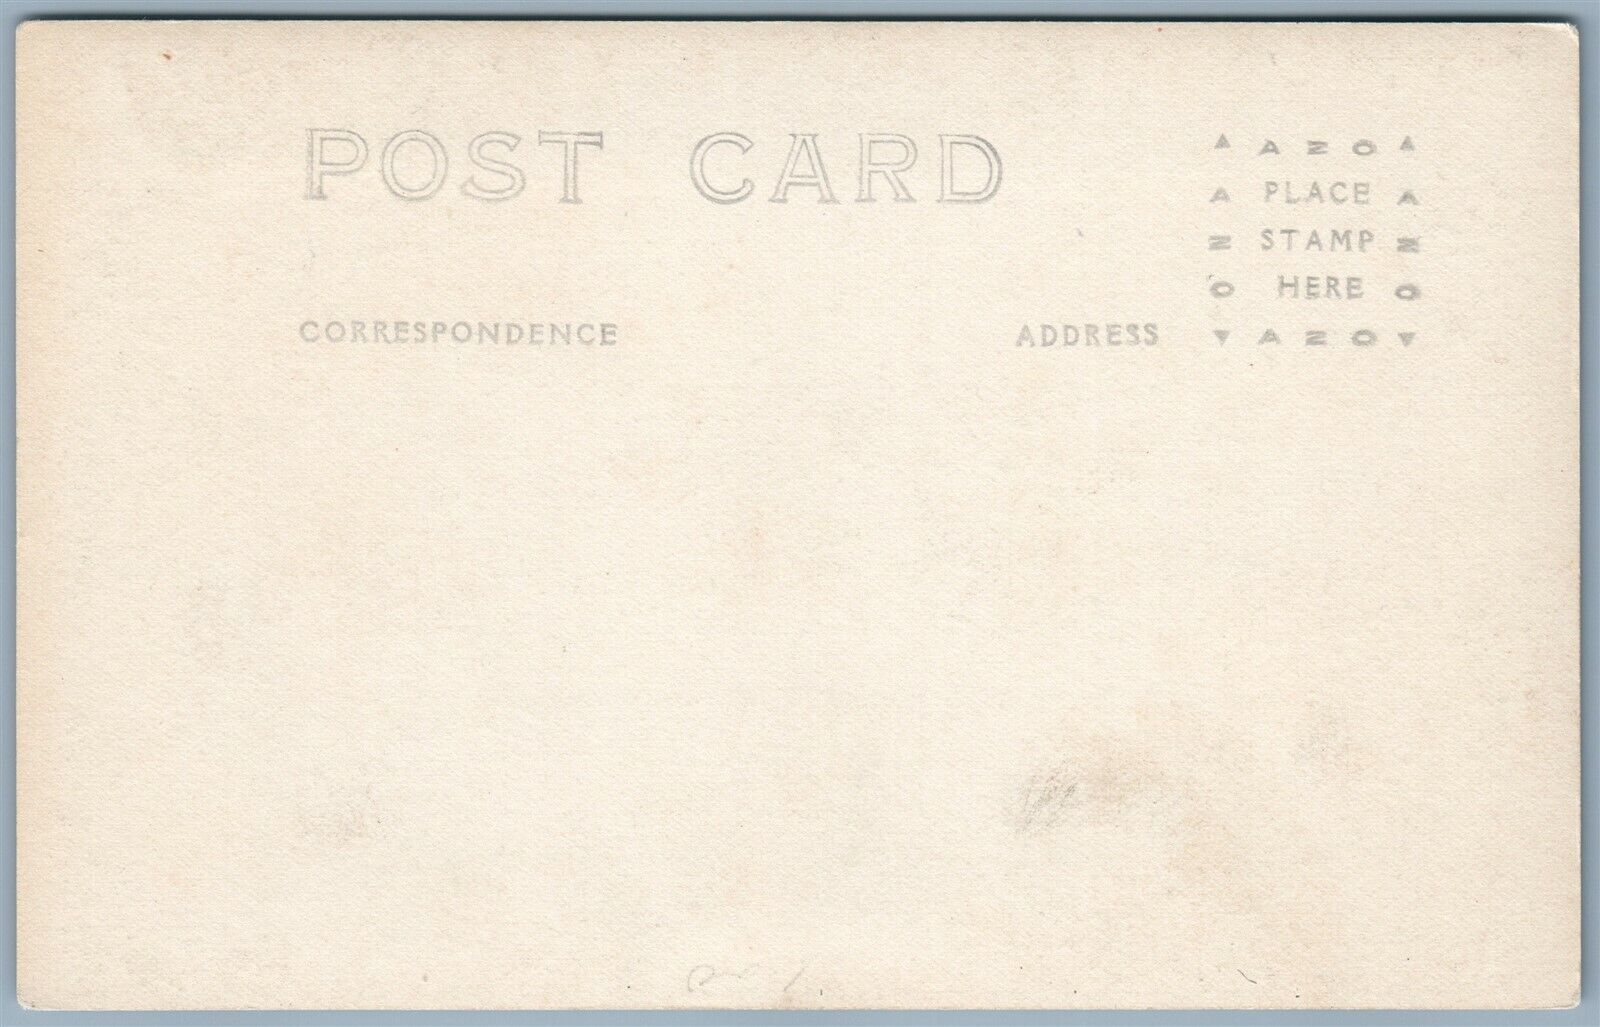 POST CARD
▲ AZO ▲
A PLACE A
Z STAMP Z
O HERE O
CORRESPONDENCE
ADDRESS
▼ AZO ▼